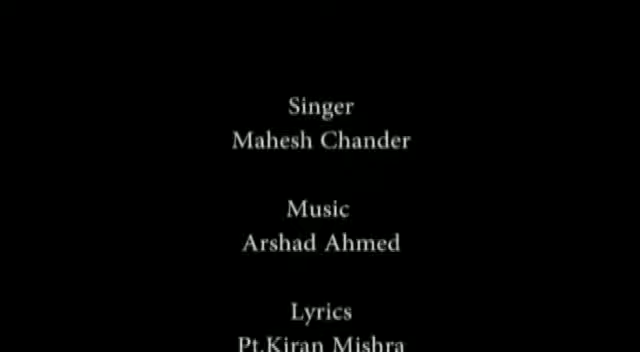 Singer
Mahesh Chander
Music
Arshad Ahmed
Lyrics
Pt.Kiran Mishra